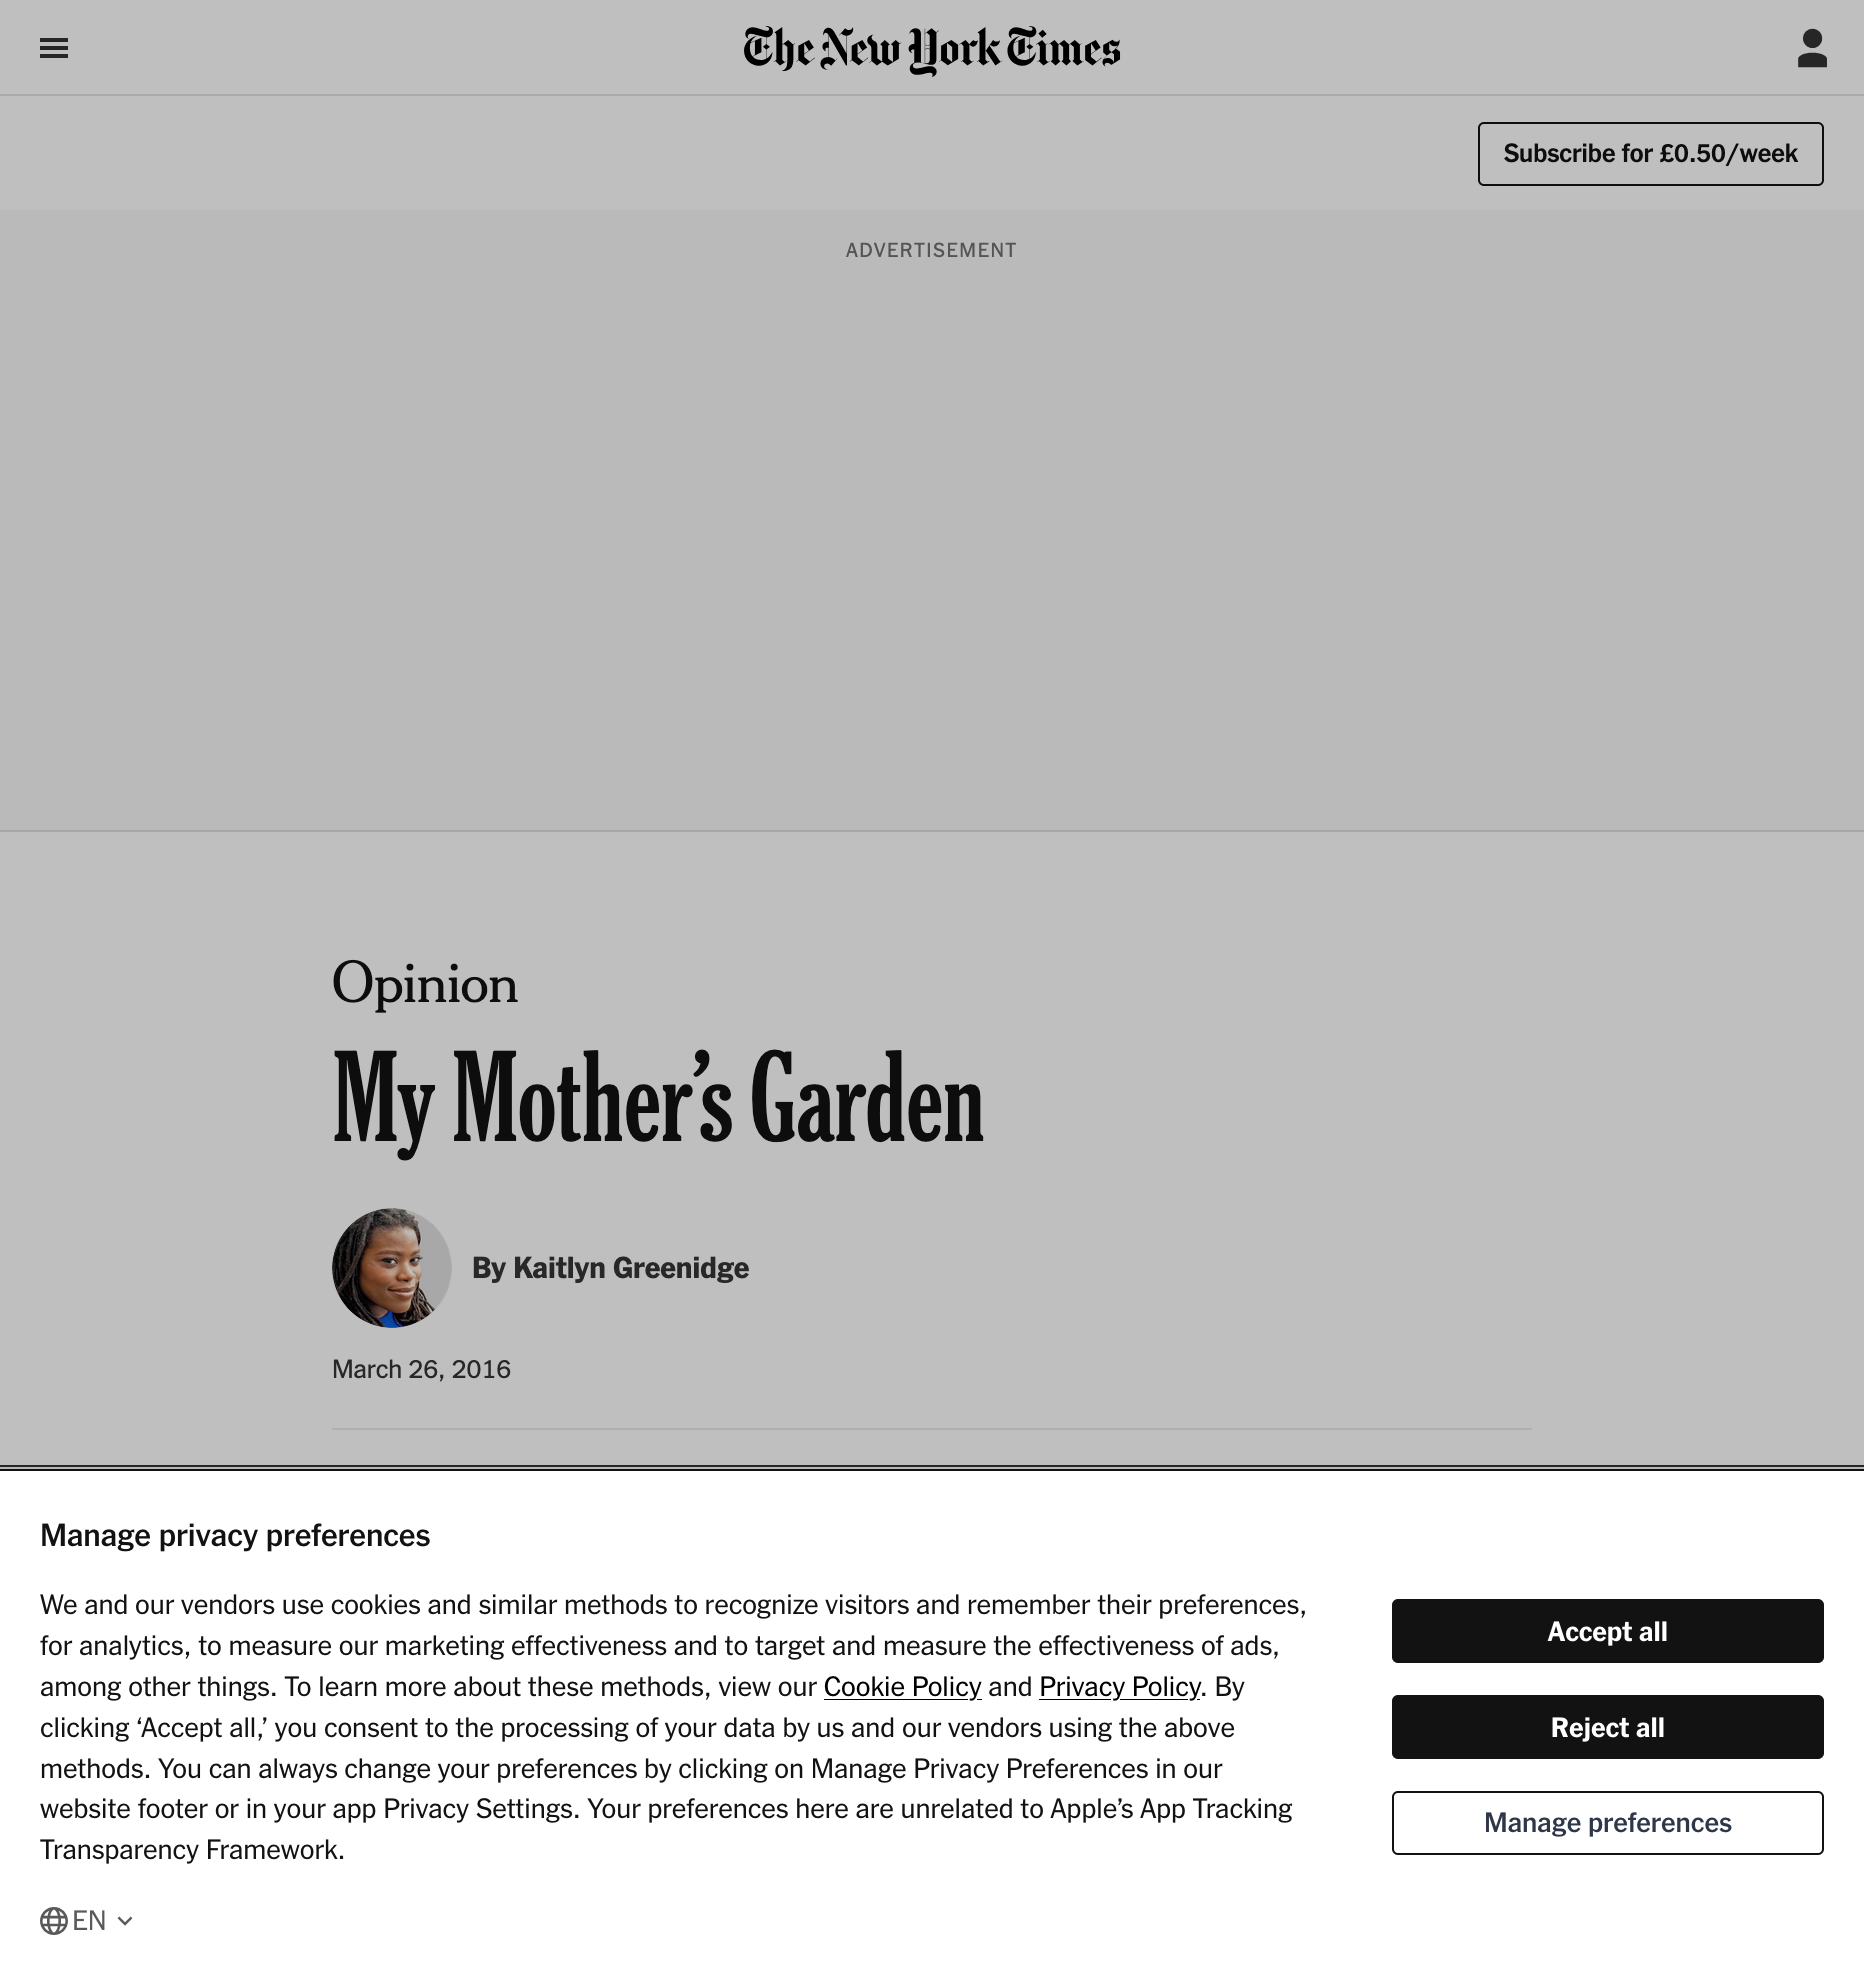 The New York Times
Subscribe for £0.50/week
ADVERTISEMENT
Opinion
My Mother’s Garden
By Kaitlyn Greenidge
March 26, 2016
Manage privacy preferences
We and our vendors use cookies and similar methods to recognize visitors and remember their preferences,
for analytics, to measure our marketing effectiveness and to target and measure the effectiveness of ads,
among other things. To learn more about these methods, view our Cookie Policy and Privacy Policy. By
clicking ‘Accept all,’ you consent to the processing of your data by us and our vendors using the above
methods. You can always change your preferences by clicking on Manage Privacy Preferences in our
website footer or in your app Privacy Settings. Your preferences here are unrelated to Apple’s App Tracking
Transparency Framework.
Accept all
Reject all
Manage preferences
EN